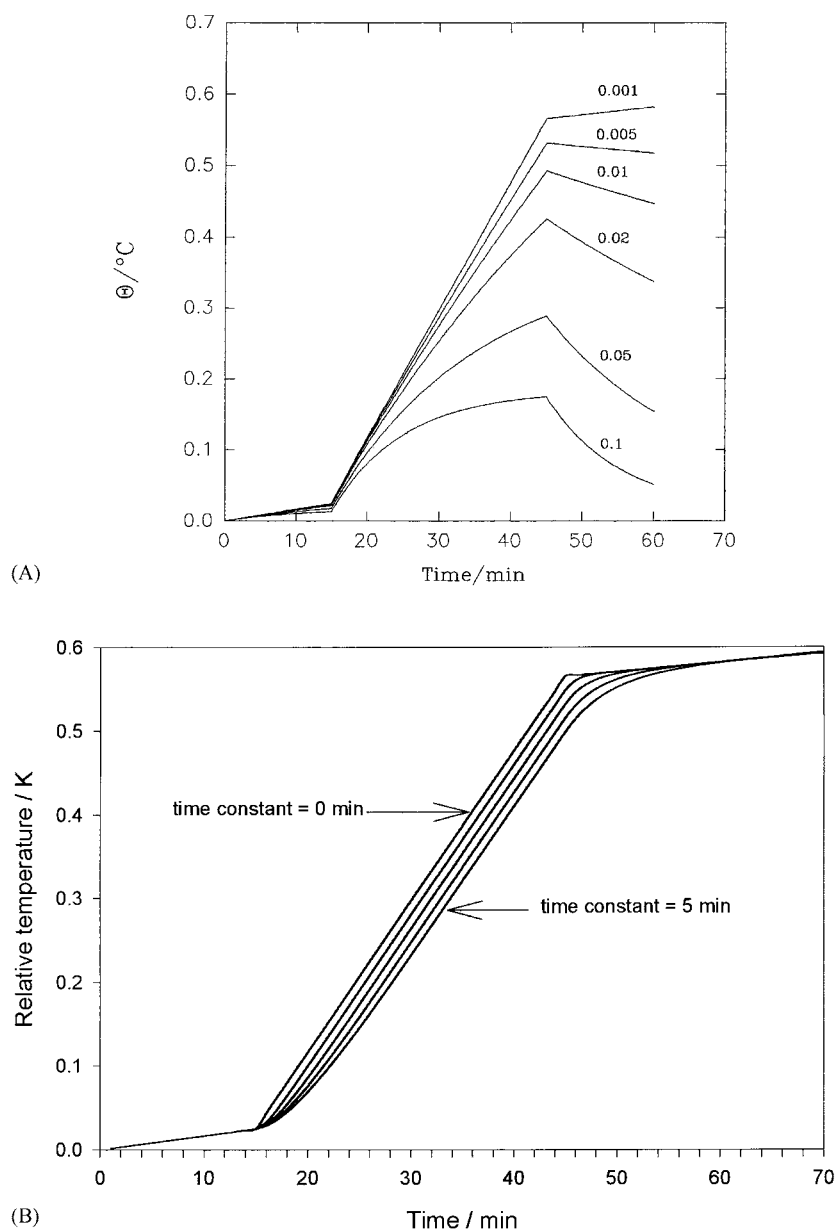 0.7
0.6
0.5
0.4
0.3
0.2
0.1
0.0
Θ/°C
0.001
0.005
0.01
0.02
0.05
0.1
0 10 20 30 40 50 60 70
Time/min
(A)
0.6
0.5
0.4
0.3
0.2
0.1
0.0
Relative temperature / K
time constant = 0 min
time constant = 5 min
0 10 20 30 40 50 60 70
Time / min
(B)